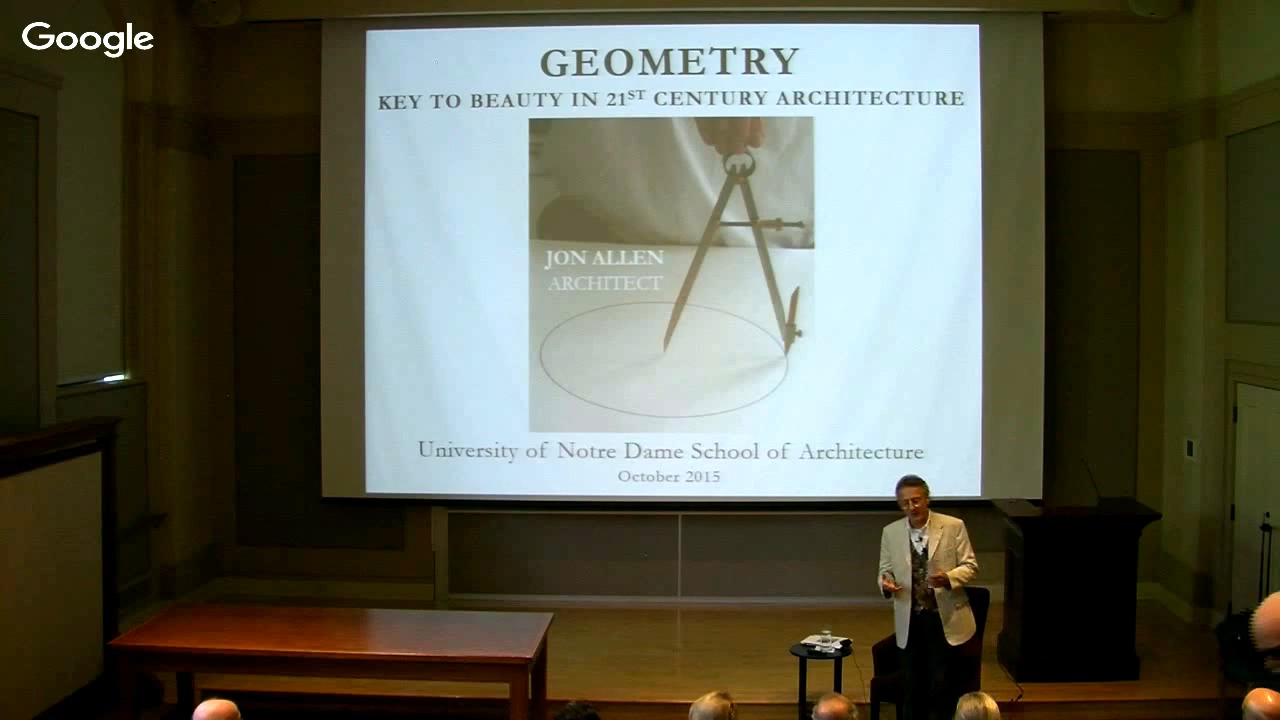 Google
GEOMETRY
KEY TO BEAUTY IN 21ST CENTURY ARCHITECTURE
JON ALLEN
ARCHITECT
University of Notre Dame School of Architecture
October 2015